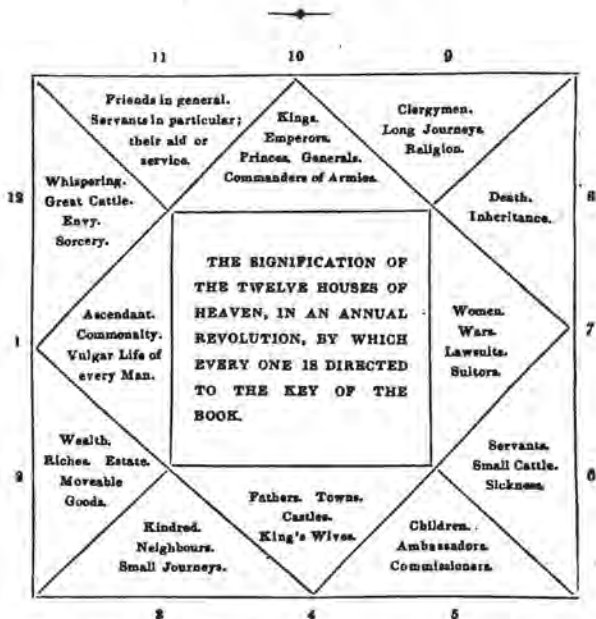 11
10
9
Friends in general.
Servants in particular;
their aid or
service.
Kings.
Emperors.
Princes. Generals.
Commanders of Armies.
Clergymen.
Long Journeys.
Religion.
12
Whispering.
Great Cattle.
Envy.
Sorcery.
Death.
Inheritance.
8
THE SIGNIFICATION OF
THE TWELVE HOUSES OF
HEAVEN, IN AN ANNUAL
REVOLUTION, BY WHICH
EVERY ONE IS DIRECTED
TO THE KEY OF THE
BOOK.
1
Ascendant.
Commonalty.
Vulgar Life of
every Man.
Women.
Wars.
Lawsuits.
Suitors.
7
2
Wealth.
Riches. Estate.
Moveable
Goods.
Servants.
Small Cattle.
Sickness.
6
Kindred.
Neighbours.
Small Journeys.
Fathers. Towns.
Castles.
King's Wives.
Children.
Ambassadors.
Commissioners.
3
4
5